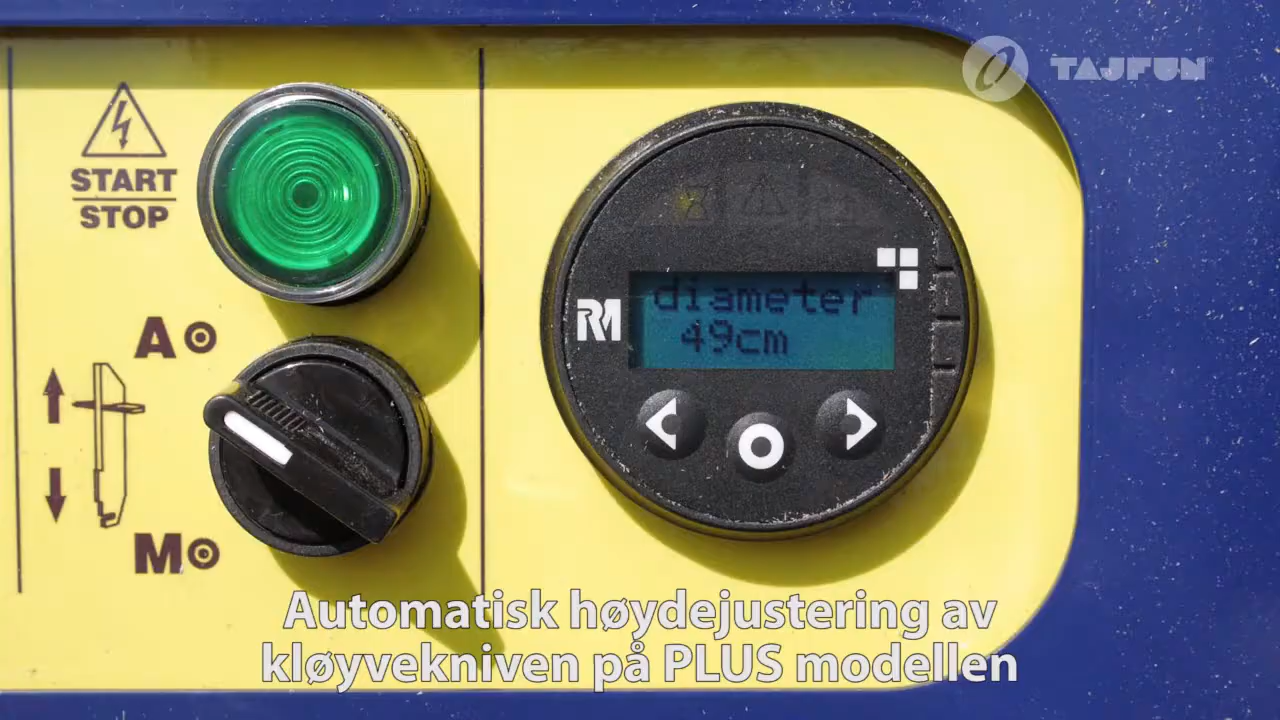 TAJFUN
START
STOP
A
M
RM
diameter
49cm
Automatisk høydejustering av
kløyvekniven på PLUS modellen